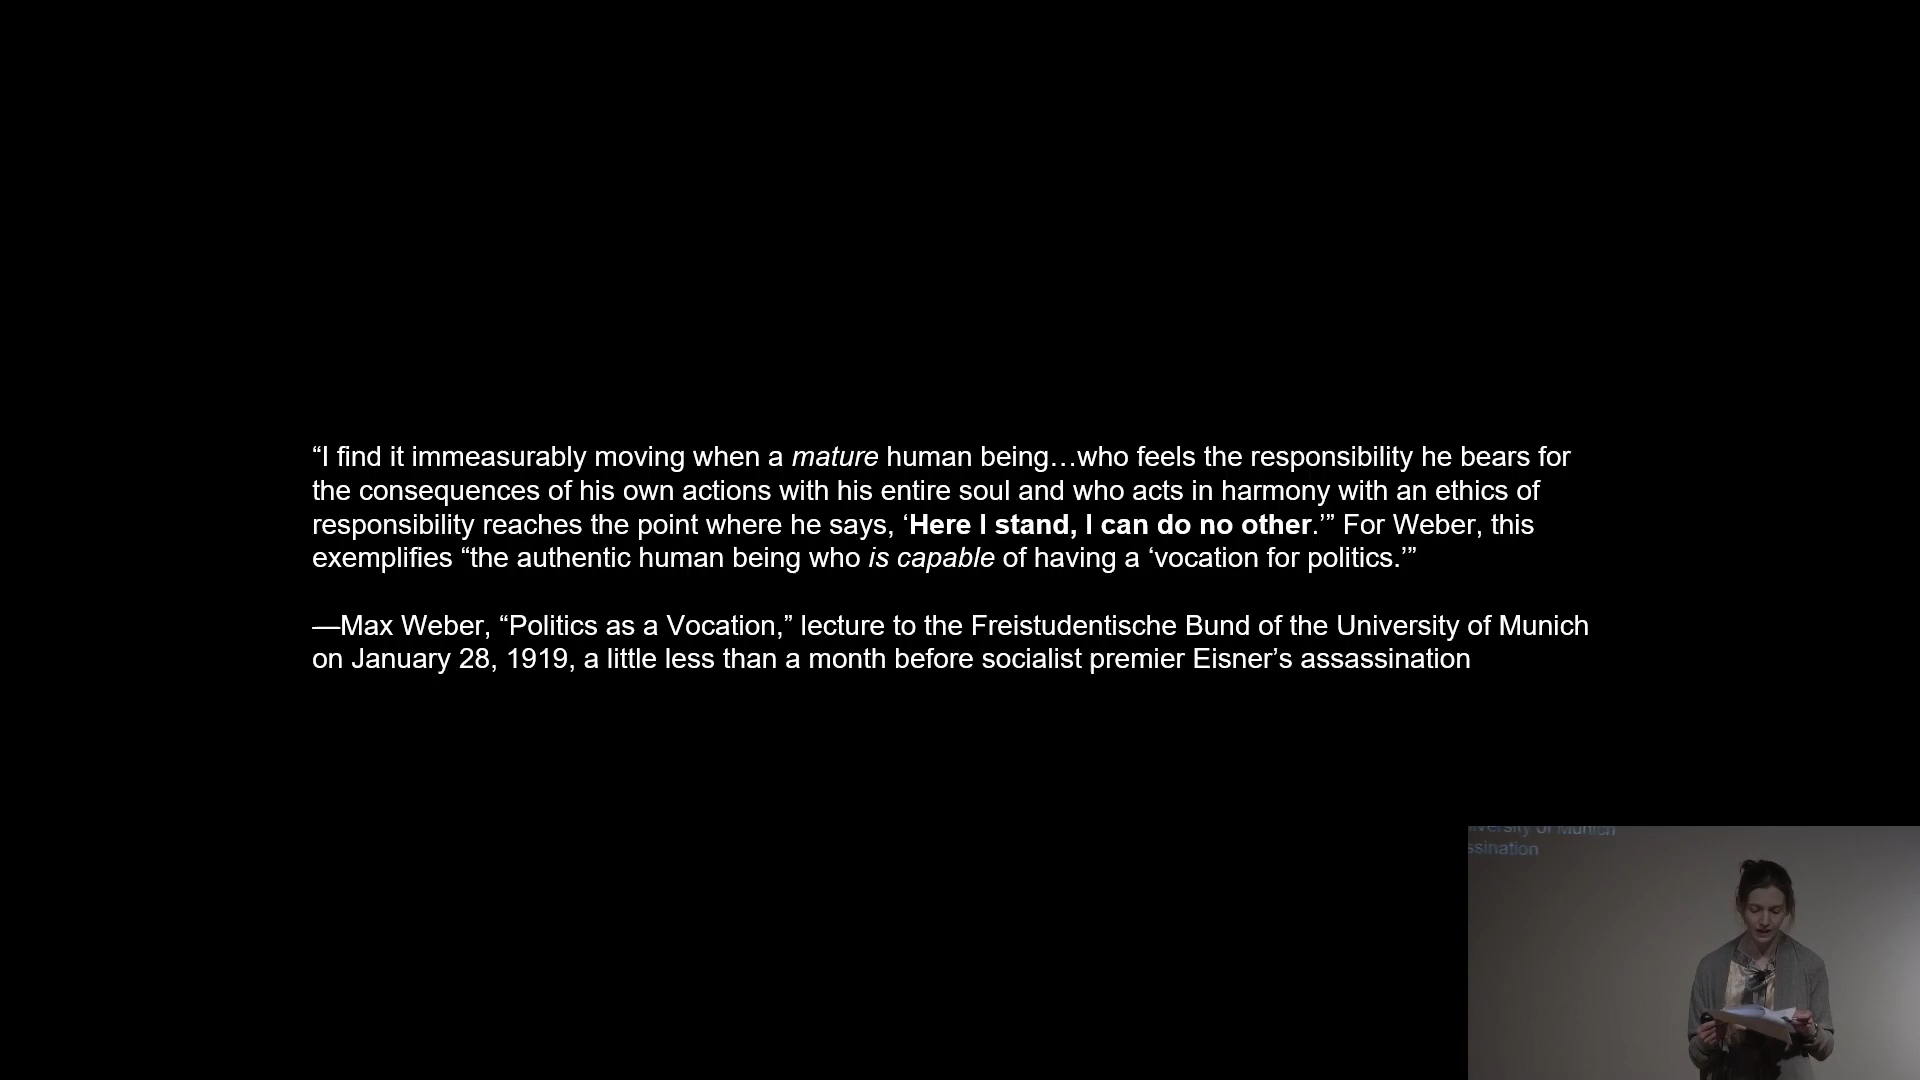 “I find it immeasurably moving when a mature human being…who feels the responsibility he bears for
the consequences of his own actions with his entire soul and who acts in harmony with an ethics of
responsibility reaches the point where he says, ‘Here I stand, I can do no other.’” For Weber, this
exemplifies “the authentic human being who is capable of having a ‘vocation for politics.’”
—Max Weber, “Politics as a Vocation,” lecture to the Freistudentische Bund of the University of Munich
on January 28, 1919, a little less than a month before socialist premier Eisner’s assassination
iversity of Munich
ssination